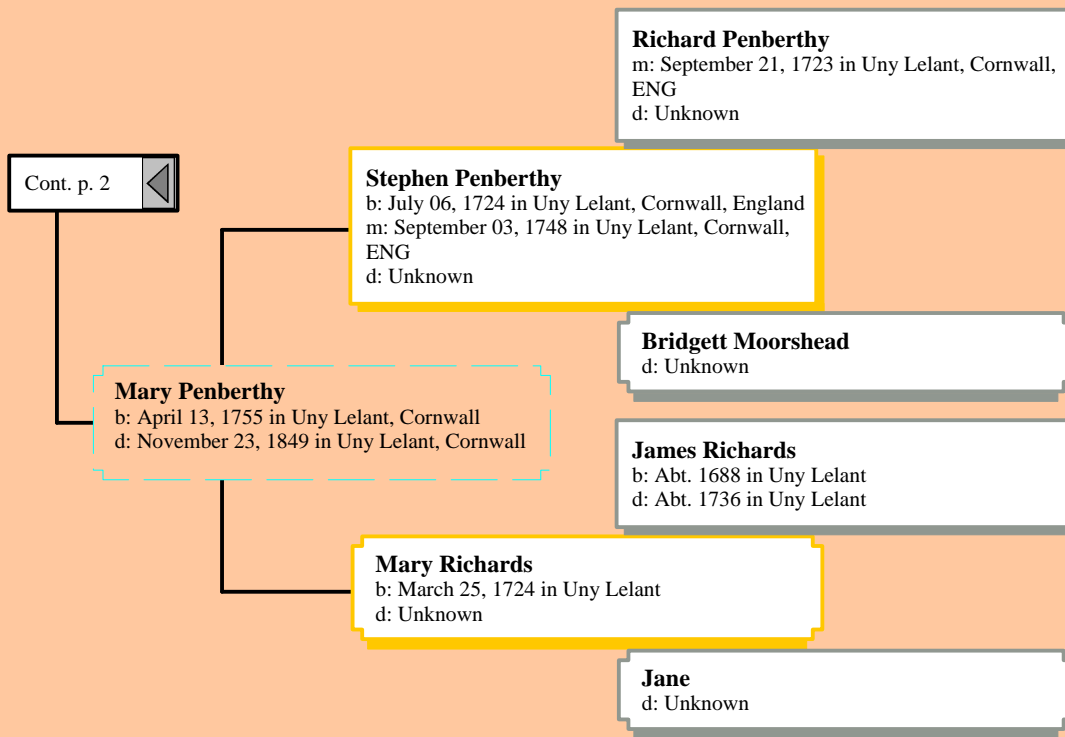 Richard Penberthy
m: September 21, 1723 in Uny Lelant, Cornwall,
ENG
d: Unknown
Cont. p. 2
Stephen Penberthy
b: July 06, 1724 in Uny Lelant, Cornwall, England
m: September 03, 1748 in Uny Lelant, Cornwall,
ENG
d: Unknown
Bridgett Moorshead
d: Unknown
Mary Penberthy
b: April 13, 1755 in Uny Lelant, Cornwall
d: November 23, 1849 in Uny Lelant, Cornwall
James Richards
b: Abt. 1688 in Uny Lelant
d: Abt. 1736 in Uny Lelant
Mary Richards
b: March 25, 1724 in Uny Lelant
d: Unknown
Jane
d: Unknown